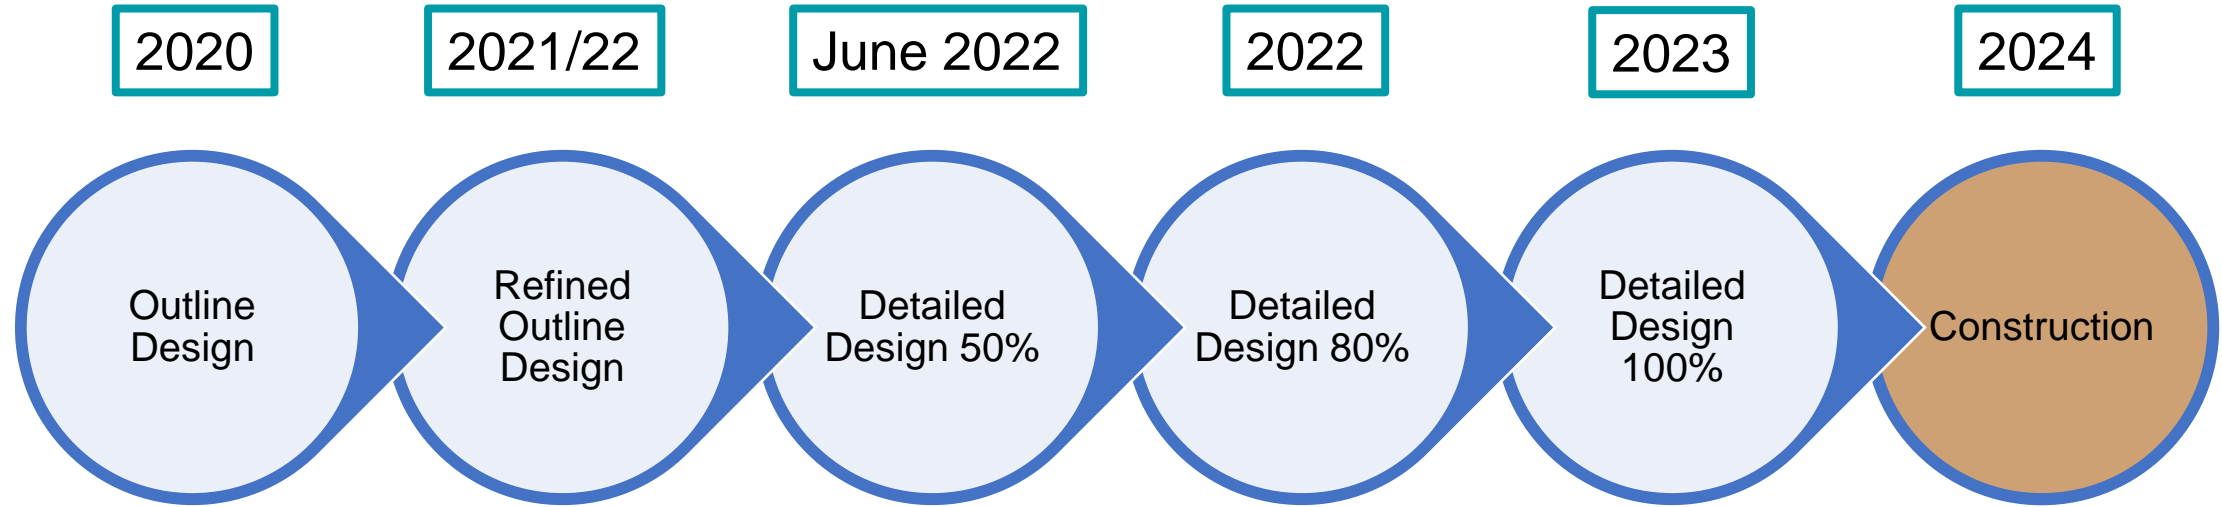 2020
2021/22
June 2022
2022
2023
2024
Outline
Design
Refined
Outline
Design
Detailed
Design 50%
Detailed
Design 80%
Detailed
Design
100%
Construction